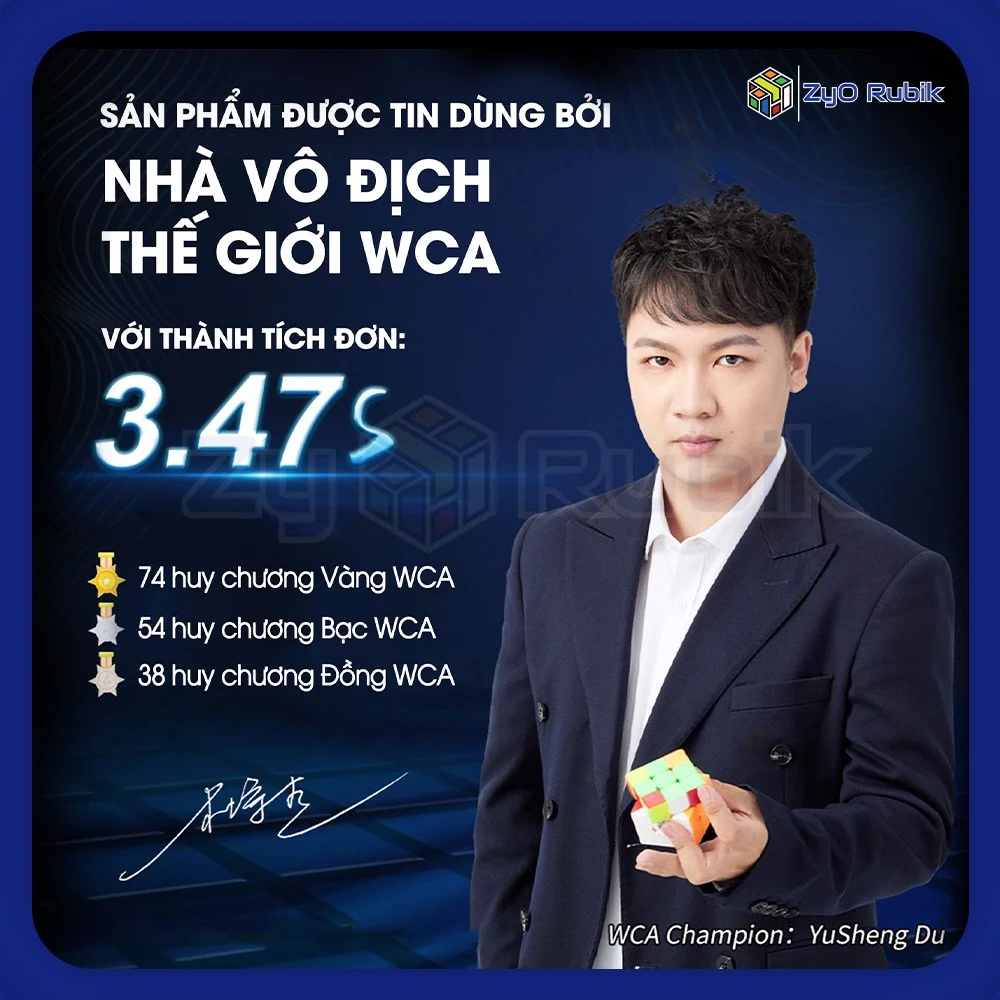 ZyO Rubik
SẢN PHẨM ĐƯỢC TIN DÙNG BỞI
NHÀ VÔ ĐỊCH
THẾ GIỚI WCA
VỚI THÀNH TÍCH ĐƠN:
3.47s
ZyO Rubik
74 huy chương Vàng WCA
54 huy chương Bạc WCA
38 huy chương Đồng WCA
WCA Champion: YuSheng Du